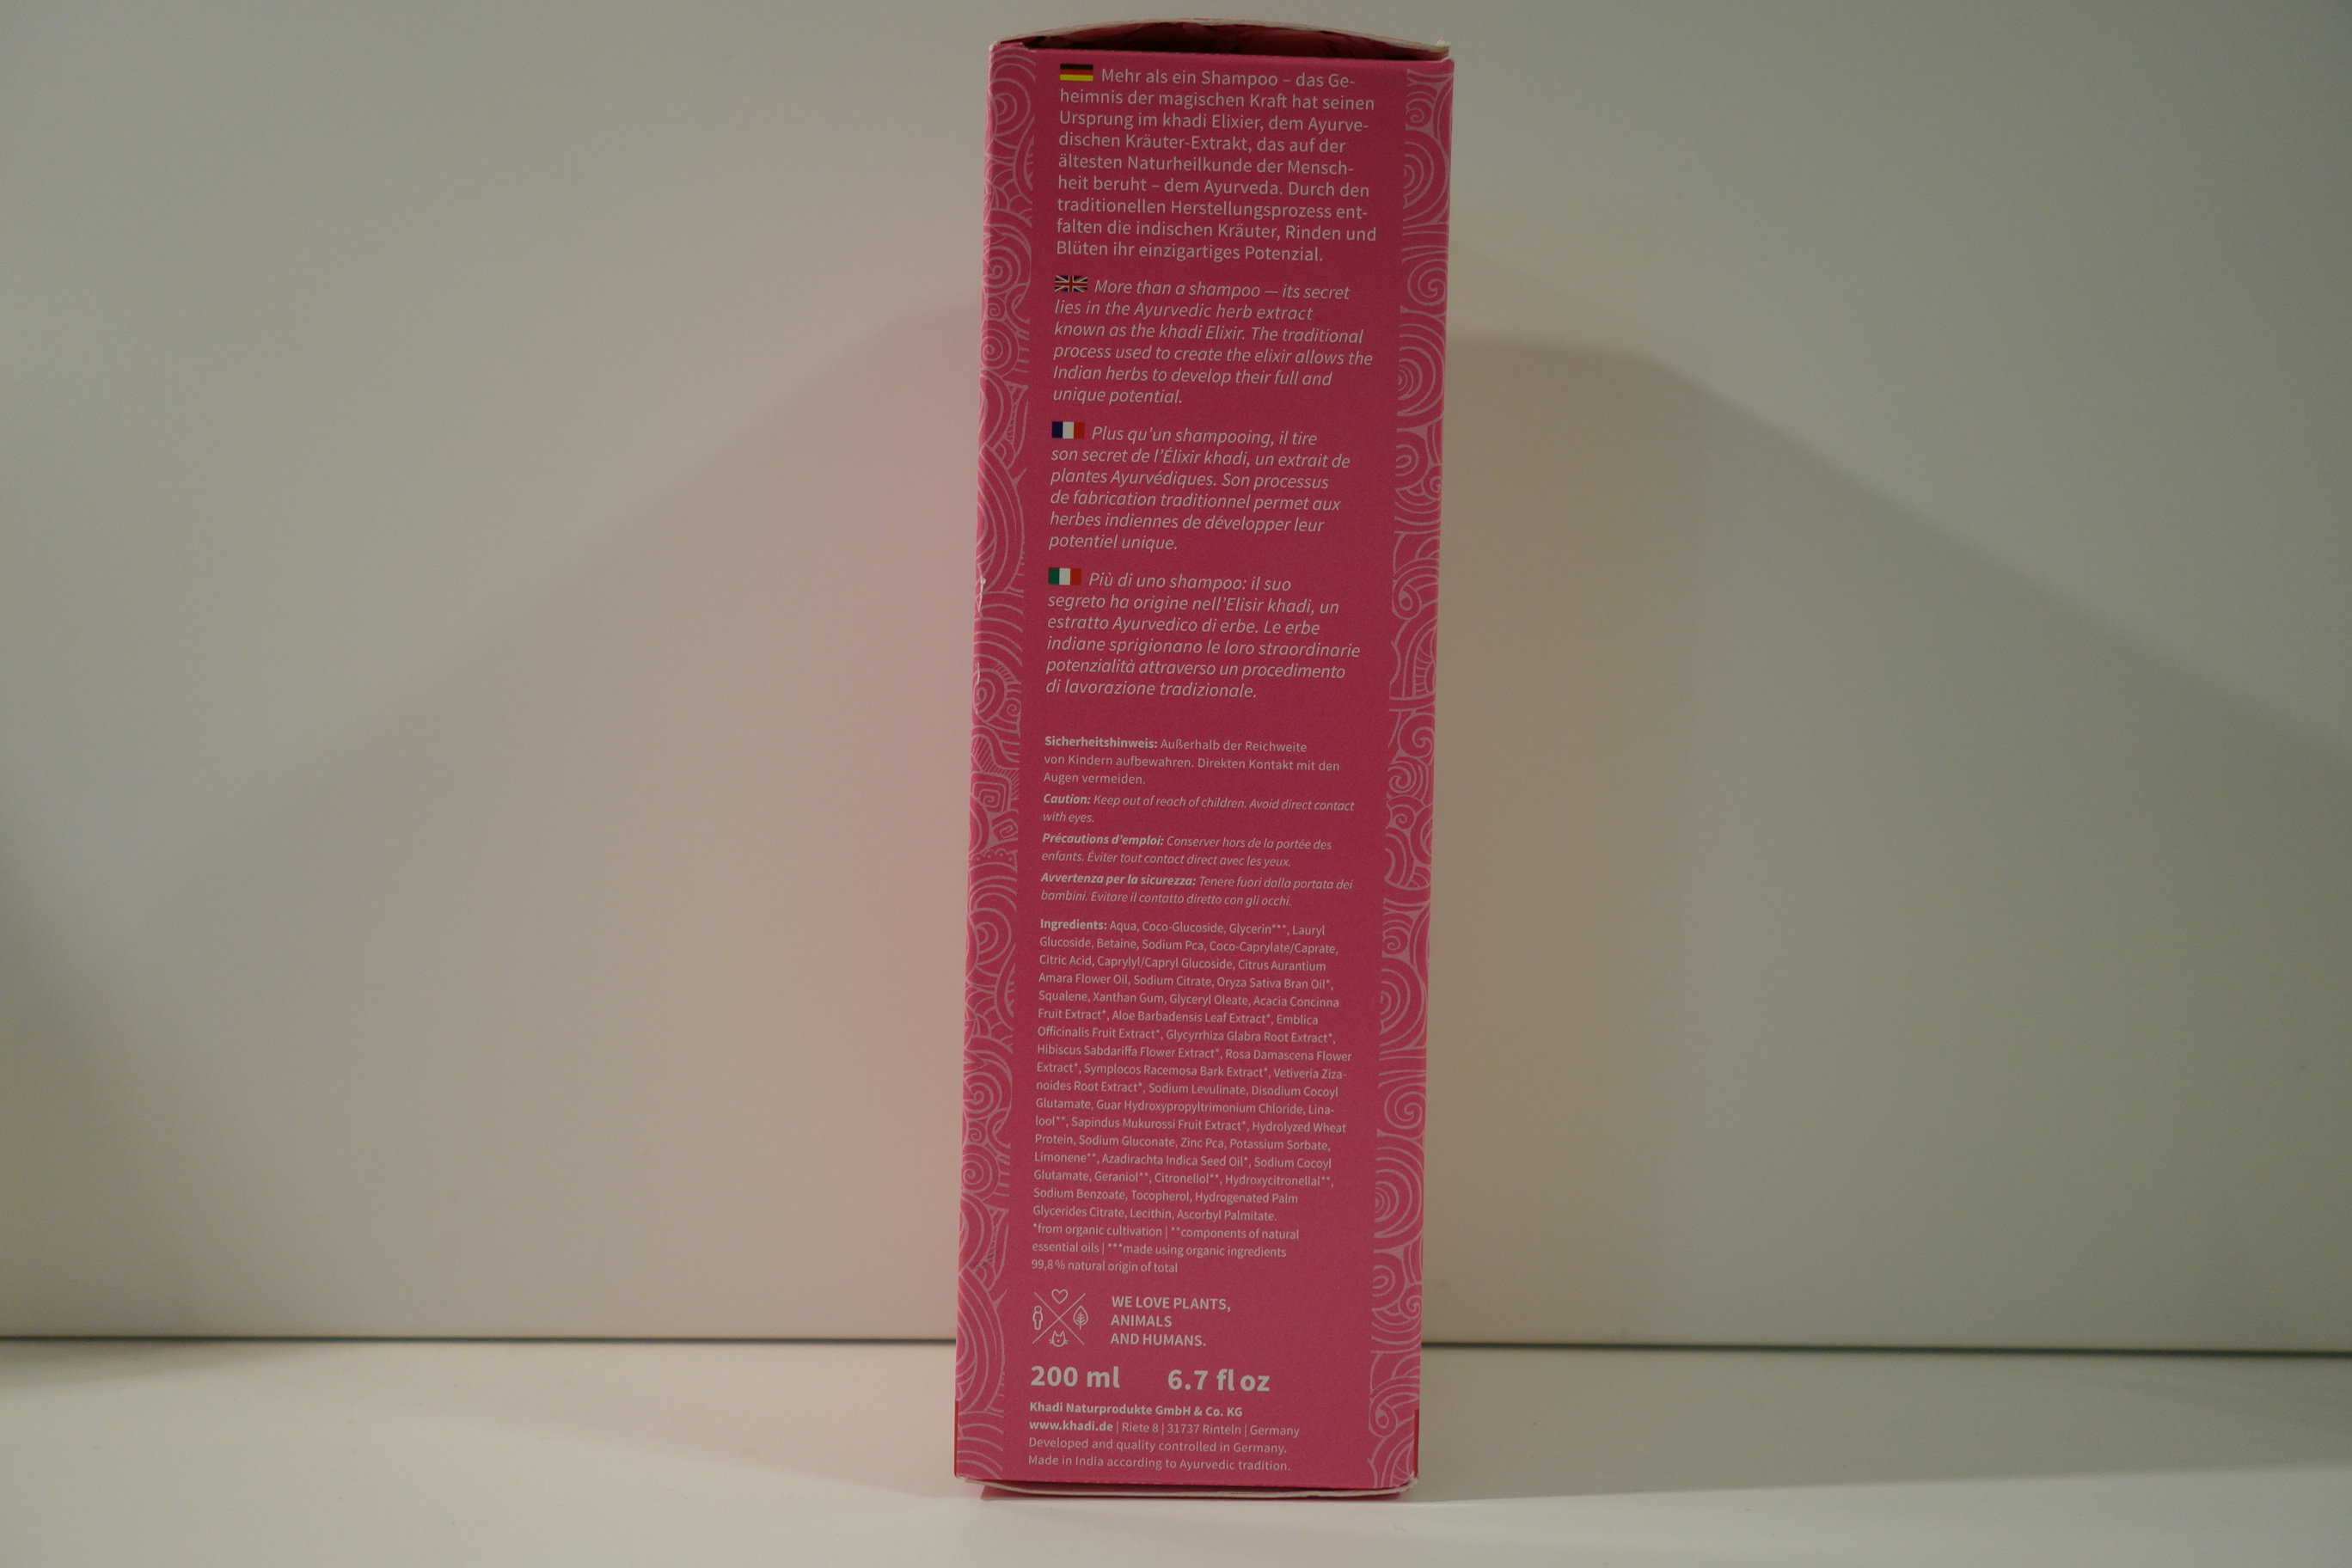 Mehr als ein Shampoo – das Ge-
heimnis der magischen Kraft hat seinen
Ursprung im khadi Elixier, dem Ayurve-
dischen Kräuter-Extrakt, das auf der
ältesten Naturheilkunde der Mensch-
heit beruht – dem Ayurveda. Durch den
traditionellen Herstellungsprozess ent-
falten die indischen Kräuter, Rinden und
Blüten ihr einzigartiges Potenzial.
More than a shampoo — its secret
lies in the Ayurvedic herb extract
known as the khadi Elixir. The traditional
process used to create the elixir allows the
Indian herbs to develop their full and
unique potential.
Plus qu'un shampooing, il tire
son secret de l'Élixir khadi, un extrait de
plantes Ayurvédiques. Son processus
de fabrication traditionnel permet aux
herbes indiennes de développer leur
potentiel unique.
Più di uno shampoo: il suo
segreto ha origine nell'Elisir khadi, un
estratto Ayurvedico di erbe. Le erbe
indiane sprigionano le loro straordinarie
potenzialità attraverso un procedimento
di lavorazione tradizionale.
Sicherheitshinweis: Außerhalb der Reichweite
von Kindern aufbewahren. Direkten Kontakt mit den
Augen vermeiden.
Caution: Keep out of reach of children. Avoid direct contact
with eyes.
Précautions d'emploi: Conserver hors de la portée des
enfants. Éviter tout contact direct avec les yeux.
Avvertenza per la sicurezza: Tenere fuori dalla portata dei
bambini. Evitare il contatto diretto con gli occhi.
Ingredients: Aqua, Coco-Glucoside, Glycerin***, Lauryl
Glucoside, Betaine, Sodium Pca, Coco-Caprylate/Caprate,
Citric Acid, Caprylyl/Capryl Glucoside, Citrus Aurantium
Amara Flower Oil, Sodium Citrate, Oryza Sativa Bran Oil*,
Squalene, Xanthan Gum, Glyceryl Oleate, Acacia Concinna
Fruit Extract*, Aloe Barbadensis Leaf Extract*, Emblica
Officinalis Fruit Extract*, Glycyrrhiza Glabra Root Extract*,
Hibiscus Sabdariffa Flower Extract*, Rosa Damascena Flower
Extract*, Symplocos Racemosa Bark Extract*, Vetiveria Ziza-
noides Root Extract*, Sodium Levulinate, Disodium Cocoyl
Glutamate, Guar Hydroxypropyltrimonium Chloride, Lina-
lool**, Sapindus Mukurossi Fruit Extract*, Hydrolyzed Wheat
Protein, Sodium Gluconate, Zinc Pca, Potassium Sorbate,
Limonene**, Azadirachta Indica Seed Oil*, Sodium Cocoyl
Glutamate, Geraniol**, Citronellol**, Hydroxycitronellal**,
Sodium Benzoate, Tocopherol, Hydrogenated Palm
Glycerides Citrate, Lecithin, Ascorbyl Palmitate.
*from organic cultivation | **components of natural
essential oils | ***made using organic ingredients
99,8 % natural origin of total
WE LOVE PLANTS,
ANIMALS
AND HUMANS.
200 ml 6.7 fl oz
Khadi Naturprodukte GmbH & Co. KG
www.khadi.de | Riete 8 | 31737 Rinteln | Germany
Developed and quality controlled in Germany.
Made in India according to Ayurvedic tradition.